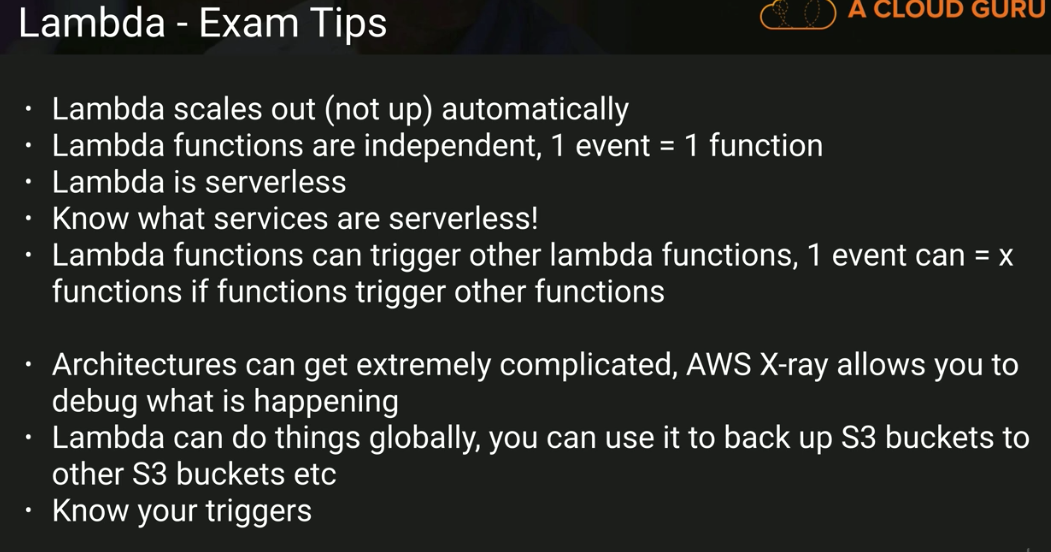 Lambda - Exam Tips
A CLOUD GURU
• Lambda scales out (not up) automatically
• Lambda functions are independent, 1 event = 1 function
• Lambda is serverless
• Know what services are serverless!
• Lambda functions can trigger other lambda functions, 1 event can = x
functions if functions trigger other functions
• Architectures can get extremely complicated, AWS X-ray allows you to
debug what is happening
• Lambda can do things globally, you can use it to back up S3 buckets to
other S3 buckets etc
• Know your triggers